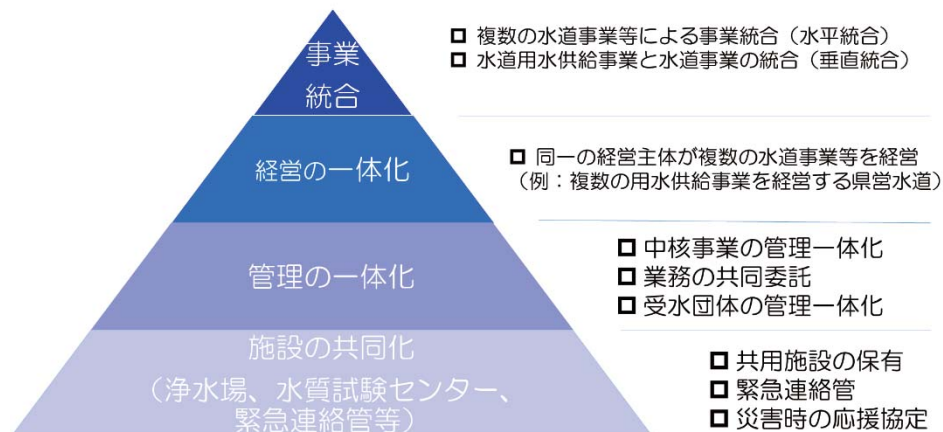 事業
統合
□ 複数の水道事業等による事業統合（水平統合）
□ 水道用水供給事業と水道事業の統合（垂直統合）
経営の一体化
□ 同一の経営主体が複数の水道事業等を経営
（例：複数の用水供給事業を経営する県営水道）
管理の一体化
□ 中核事業の管理一体化
□ 業務の共同委託
□ 受水団体の管理一体化
施設の共同化
（浄水場、水質試験センター、
緊急連絡管等）
□ 共用施設の保有
□ 緊急連絡管
□ 災害時の応援協定